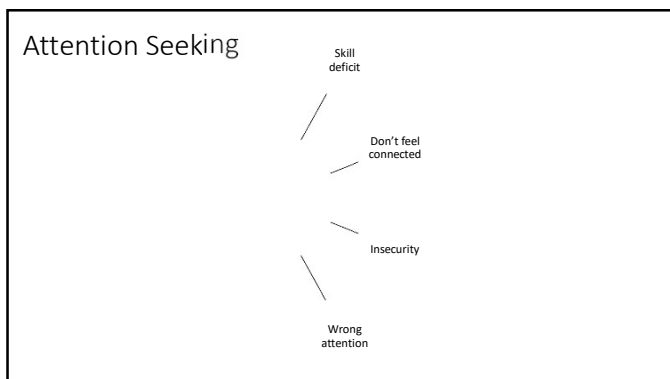 Attention Seeking
Skill
deficit
Don't feel
connected
Insecurity
Wrong
attention